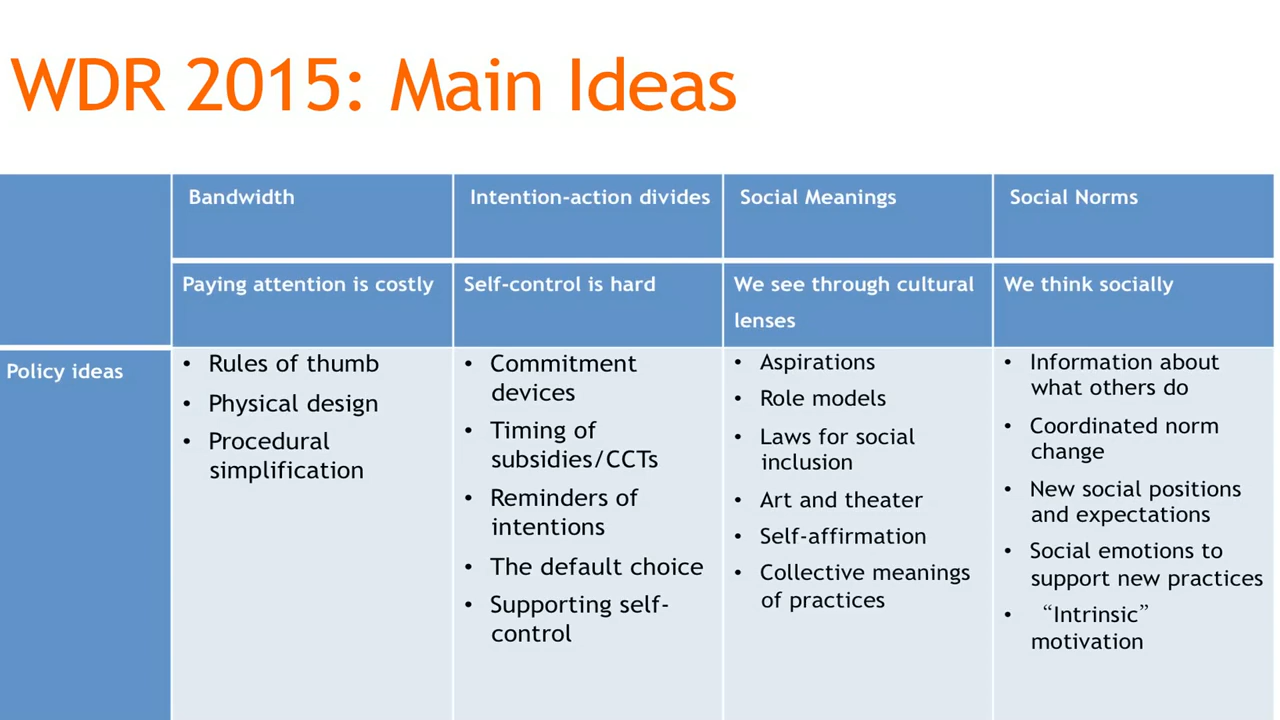 WDR 2015: Main Ideas
Bandwidth
Intention-action divides
Social Meanings
Social Norms
Paying attention is costly
Self-control is hard
We see through cultural
lenses
We think socially
Policy ideas
• Rules of thumb
• Physical design
• Procedural
simplification
• Commitment
devices
• Timing of
subsidies/CCTs
• Reminders of
intentions
• The default choice
• Supporting self-
control
• Aspirations
• Role models
• Laws for social
inclusion
• Art and theater
• Self-affirmation
• Collective meanings
of practices
• Information about
what others do
• Coordinated norm
change
• New social positions
and expectations
• Social emotions to
support new practices
• “Intrinsic”
motivation